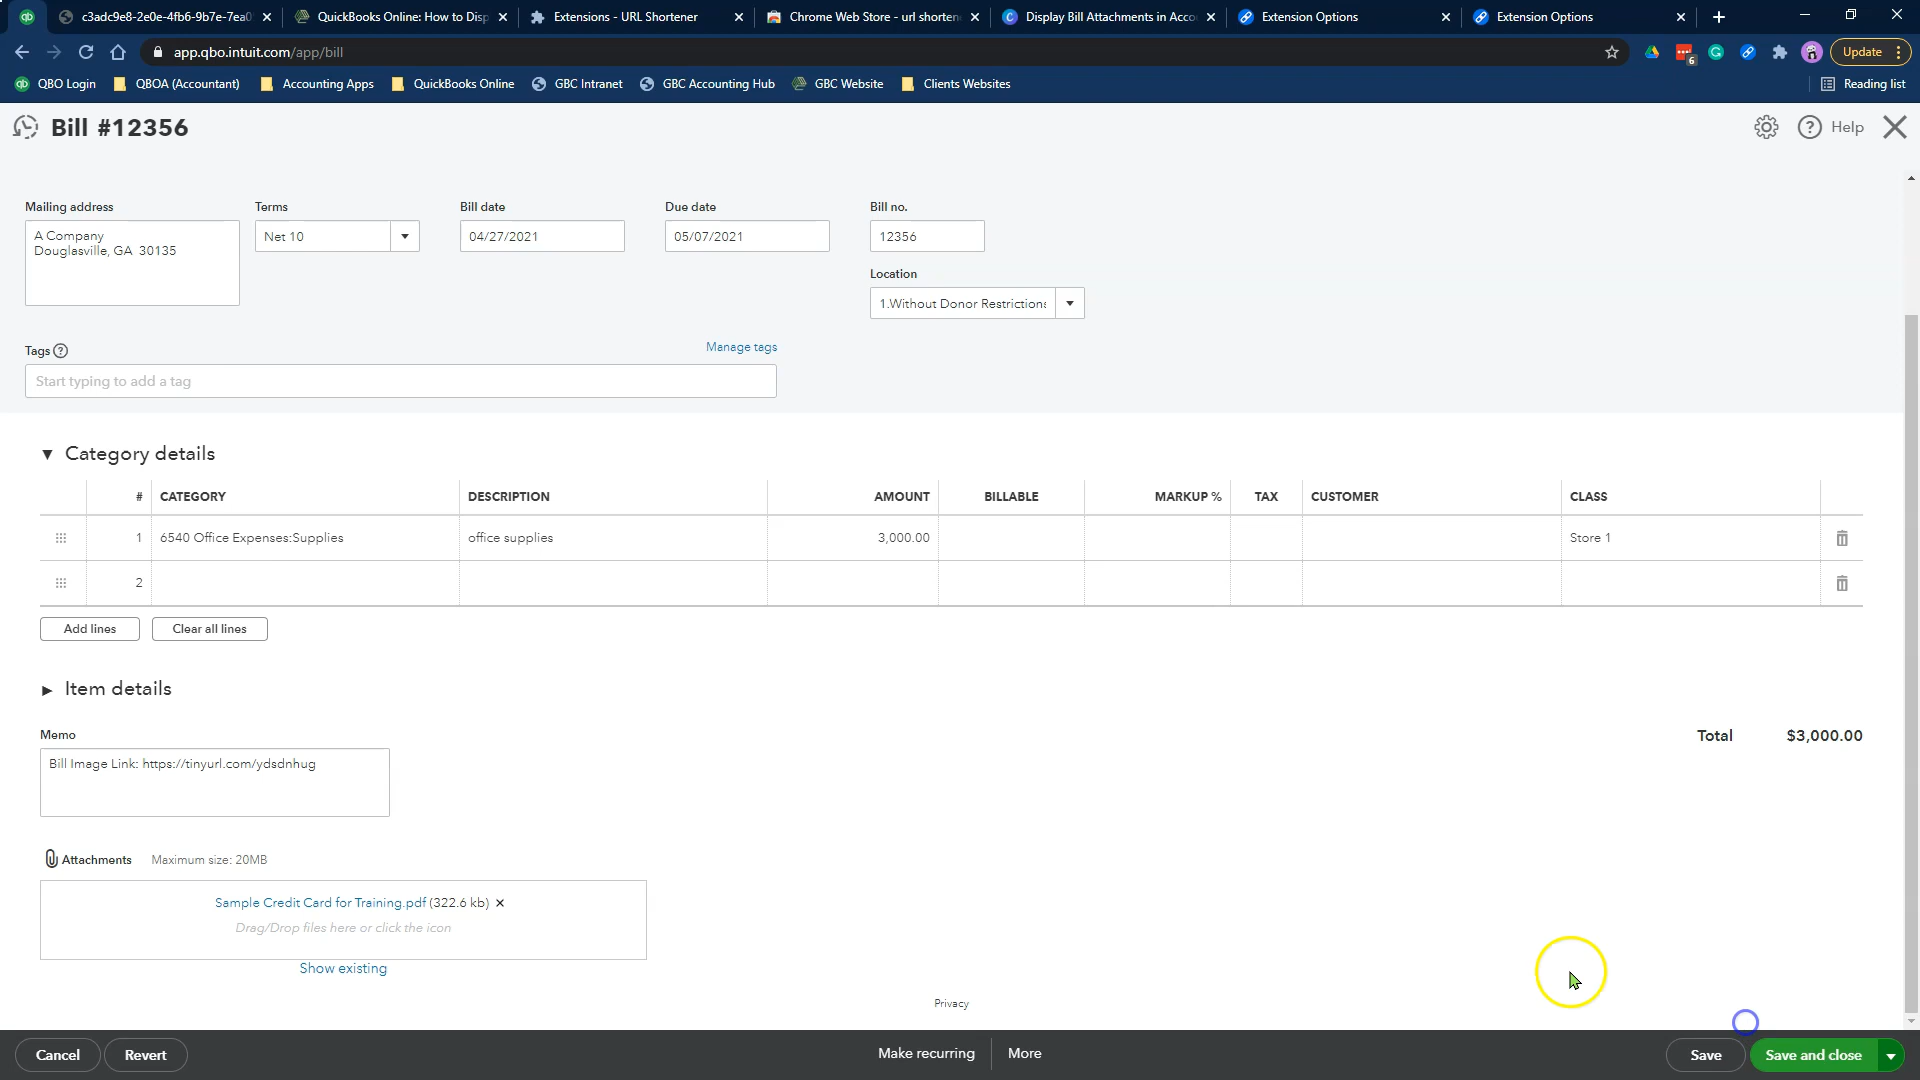 c3adc9e8-2e0e-4fb6-9b7e-7ea0
QuickBooks Online: How to Disp
Extensions - URL Shortener
Chrome Web Store - url shorten
Display Bill Attachments in Acco
Extension Options
Extension Options
app.qbo.intuit.com/app/bill
6
Update
QBO Login
QBOA (Accountant)
Accounting Apps
QuickBooks Online
GBC Intranet
GBC Accounting Hub
GBC Website
Clients Websites
Reading list
Bill #12356
Help
Mailing address
Terms
Bill date
Due date
Bill no.
A Company
Douglasville, GA 30135
Net 10
04/27/2021
05/07/2021
12356
Location
1.Without Donor Restrictions
Tags
Manage tags
Start typing to add a tag
Category details
# CATEGORY DESCRIPTION AMOUNT BILLABLE MARKUP % TAX CUSTOMER CLASS
1 6540 Office Expenses:Supplies office supplies 3,000.00 Store 1
2
Add lines
Clear all lines
Item details
Memo
Total $3,000.00
Bill Image Link: https://tinyurl.com/ydsdnhug
Attachments Maximum size: 20MB
Sample Credit Card for Training.pdf (322.6 kb)
Drag/Drop files here or click the icon
Show existing
Privacy
Cancel
Revert
Make recurring
More
Save
Save and close